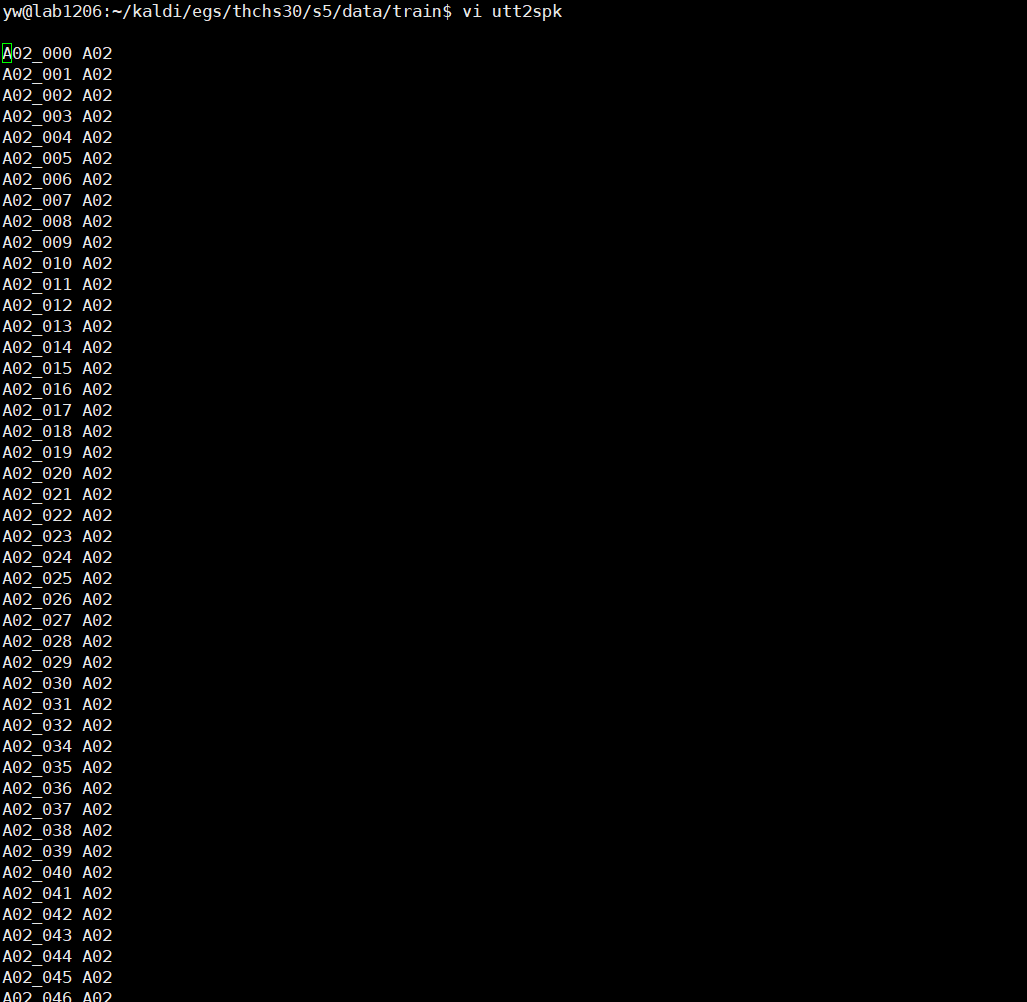 yw@lab1206:~/kaldi/egs/thchs30/s5/data/train$ vi utt2spk
A02_000 A02
A02_001 A02
A02_002 A02
A02_003 A02
A02_004 A02
A02_005 A02
A02_006 A02
A02_007 A02
A02_008 A02
A02_009 A02
A02_010 A02
A02_011 A02
A02_012 A02
A02_013 A02
A02_014 A02
A02_015 A02
A02_016 A02
A02_017 A02
A02_018 A02
A02_019 A02
A02_020 A02
A02_021 A02
A02_022 A02
A02_023 A02
A02_024 A02
A02_025 A02
A02_026 A02
A02_027 A02
A02_028 A02
A02_029 A02
A02_030 A02
A02_031 A02
A02_032 A02
A02_034 A02
A02_035 A02
A02_036 A02
A02_037 A02
A02_038 A02
A02_039 A02
A02_040 A02
A02_041 A02
A02_042 A02
A02_043 A02
A02_044 A02
A02_045 A02
A02_046 A02